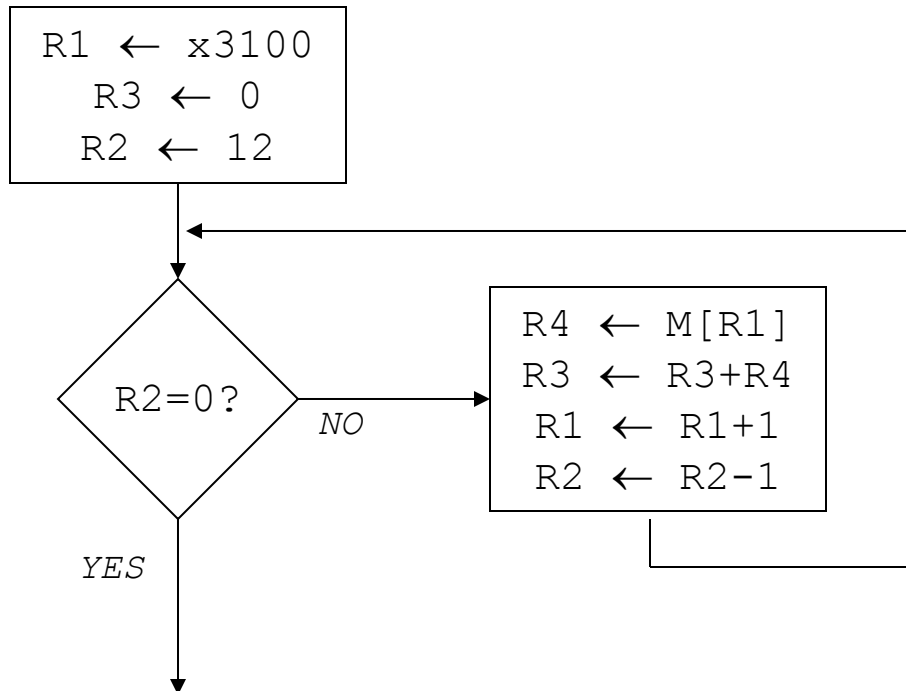 R1 ← x3100
R3 ← 0
R2 ← 12
R2=0?
NO
R4 ← M[R1]
R3 ← R3+R4
R1 ← R1+1
R2 ← R2-1
YES